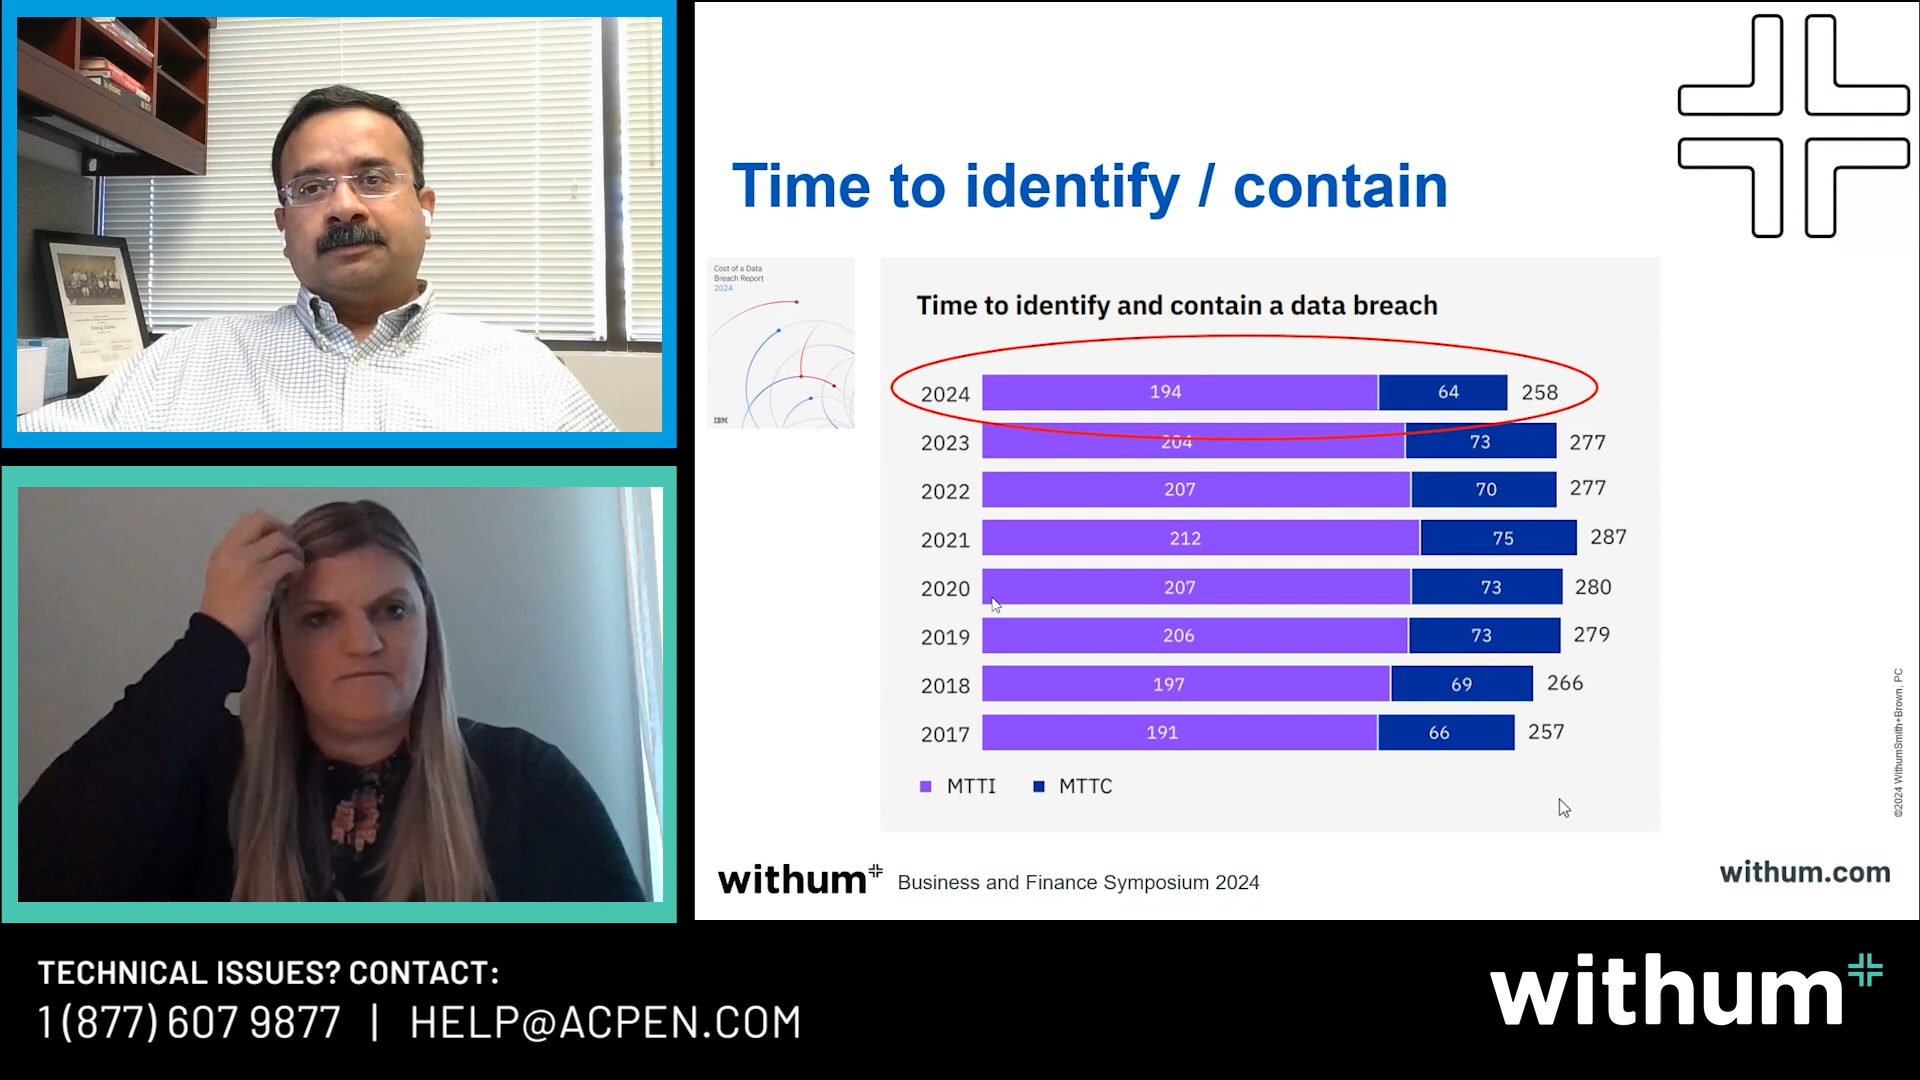 Time to identify / contain
Cost of a Data
Breach Report
2024
IBM
Time to identify and contain a data breach
2024 194 64 258
2023 204 73 277
2022 207 70 277
2021 212 75 287
2020 207 73 280
2019 206 73 279
2018 197 69 266
2017 191 66 257
MTTI MTTC
©2024 WithumSmith+Brown, PC
withum Business and Finance Symposium 2024
withum.com
TECHNICAL ISSUES? CONTACT:
1 (877) 607 9877 | HELP@ACPEN.COM
withum